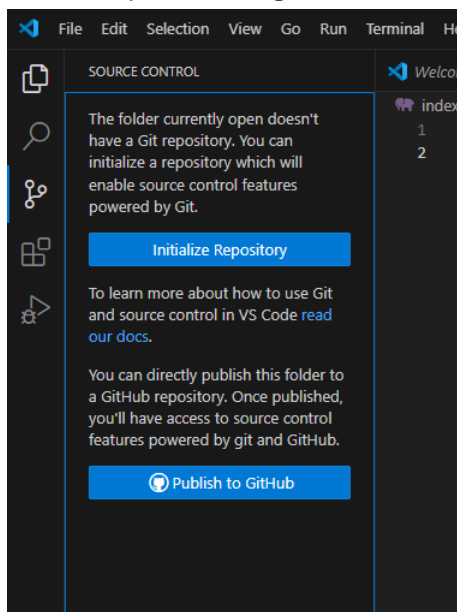 File Edit Selection View Go Run Terminal
SOURCE CONTROL
The folder currently open doesn't
have a Git repository. You can
initialize a repository which will
enable source control features
powered by Git.
Initialize Repository
To learn more about how to use Git
and source control in VS Code read
our docs.
You can directly publish this folder to
a GitHub repository. Once published,
you'll have access to source control
features powered by git and GitHub.
Publish to GitHub
Welco
index
1
2